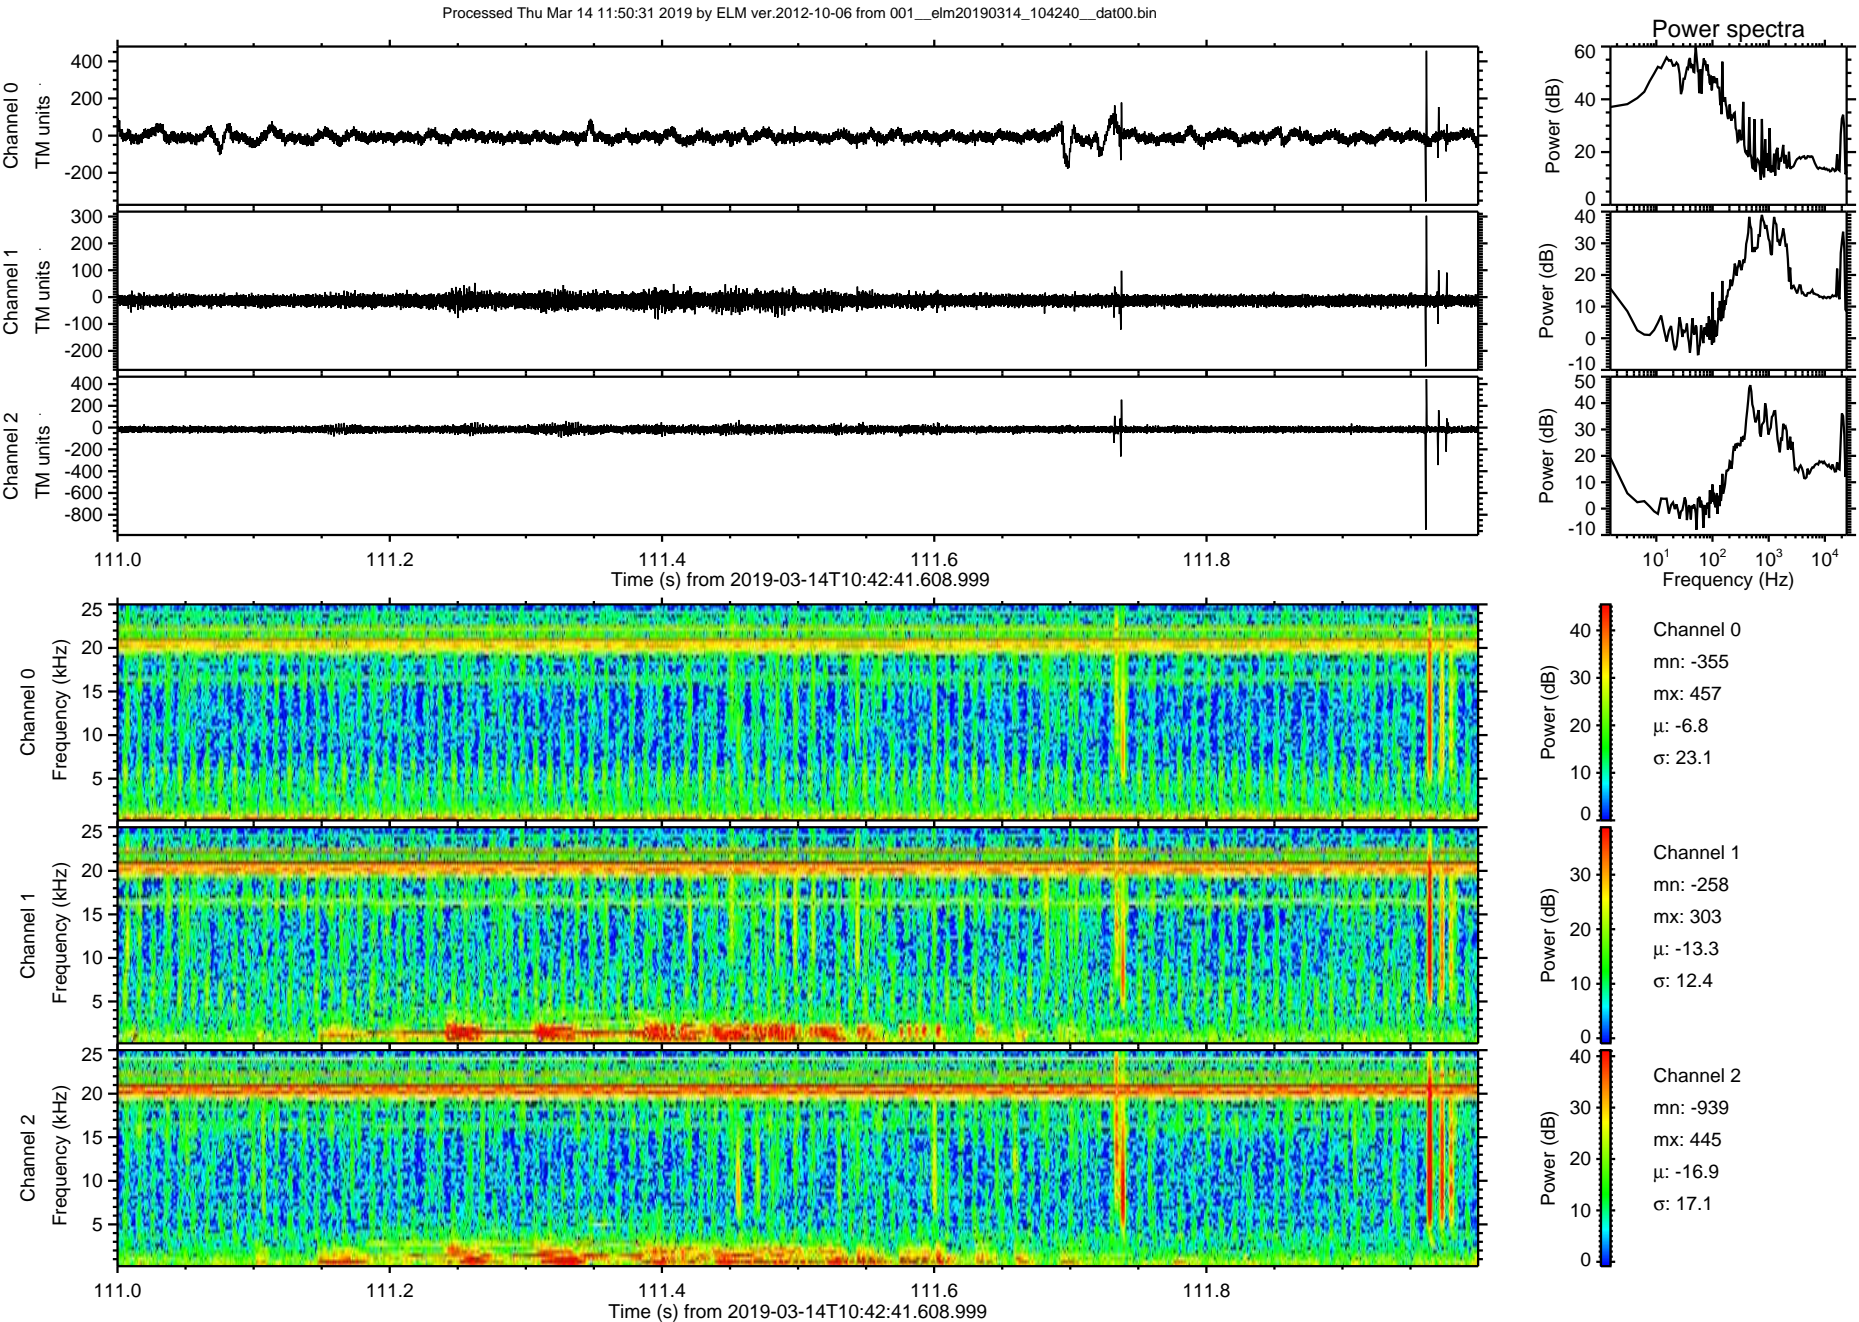 Processed Thu Mar 14 11:50:31 2019 by ELM ver.2012-10-06 from 001__elm20190314_104240__dat00.bin
Power spectra
Channel 0
TM units
400
200
0
-200
Power (dB)
60
40
20
0
Channel 1
TM units
300
200
100
0
-100
-200
Power (dB)
40
30
20
10
0
-10
Channel 2
TM units
400
200
0
-200
-400
-600
-800
Power (dB)
50
40
30
20
10
0
-10
111.0 111.2 111.4 111.6 111.8
Time (s) from 2019-03-14T10:42:41.608.999
10¹ 10² 10³ 10⁴
Frequency (Hz)
Channel 0
Frequency (kHz)
25
20
15
10
5
Power (dB)
40
30
20
10
0
Channel 0
mn: -355
mx: 457
μ: -6.8
σ: 23.1
Channel 1
Frequency (kHz)
25
20
15
10
5
Power (dB)
30
20
10
0
Channel 1
mn: -258
mx: 303
μ: -13.3
σ: 12.4
Channel 2
Frequency (kHz)
25
20
15
10
5
Power (dB)
40
30
20
10
0
Channel 2
mn: -939
mx: 445
μ: -16.9
σ: 17.1
111.0 111.2 111.4 111.6 111.8
Time (s) from 2019-03-14T10:42:41.608.999